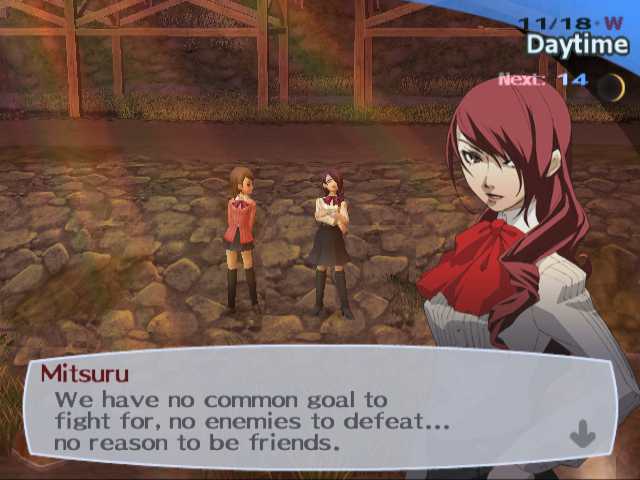 11/18 W
Daytime
Next: 14
Mitsuru
We have no common goal to
fight for, no enemies to defeat...
no reason to be friends.